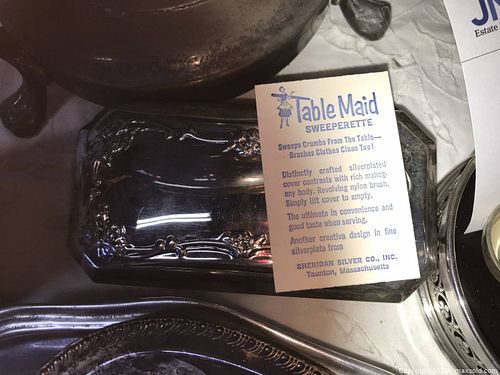 JN
Estate
Table Maid
SWEEPERETTE
Sweeps Crumbs From The Table—
Brushes Clothes Clean Too!
Distinctly crafted silverplated
cover contrasts with rich mahog-
any body. Revolving nylon brush.
Simply lift cover to empty.
The ultimate in convenience and
good taste when serving.
Another creative design in fine
silverplate from
SHERIDAN SILVER CO., INC.
Taunton, Massachusetts